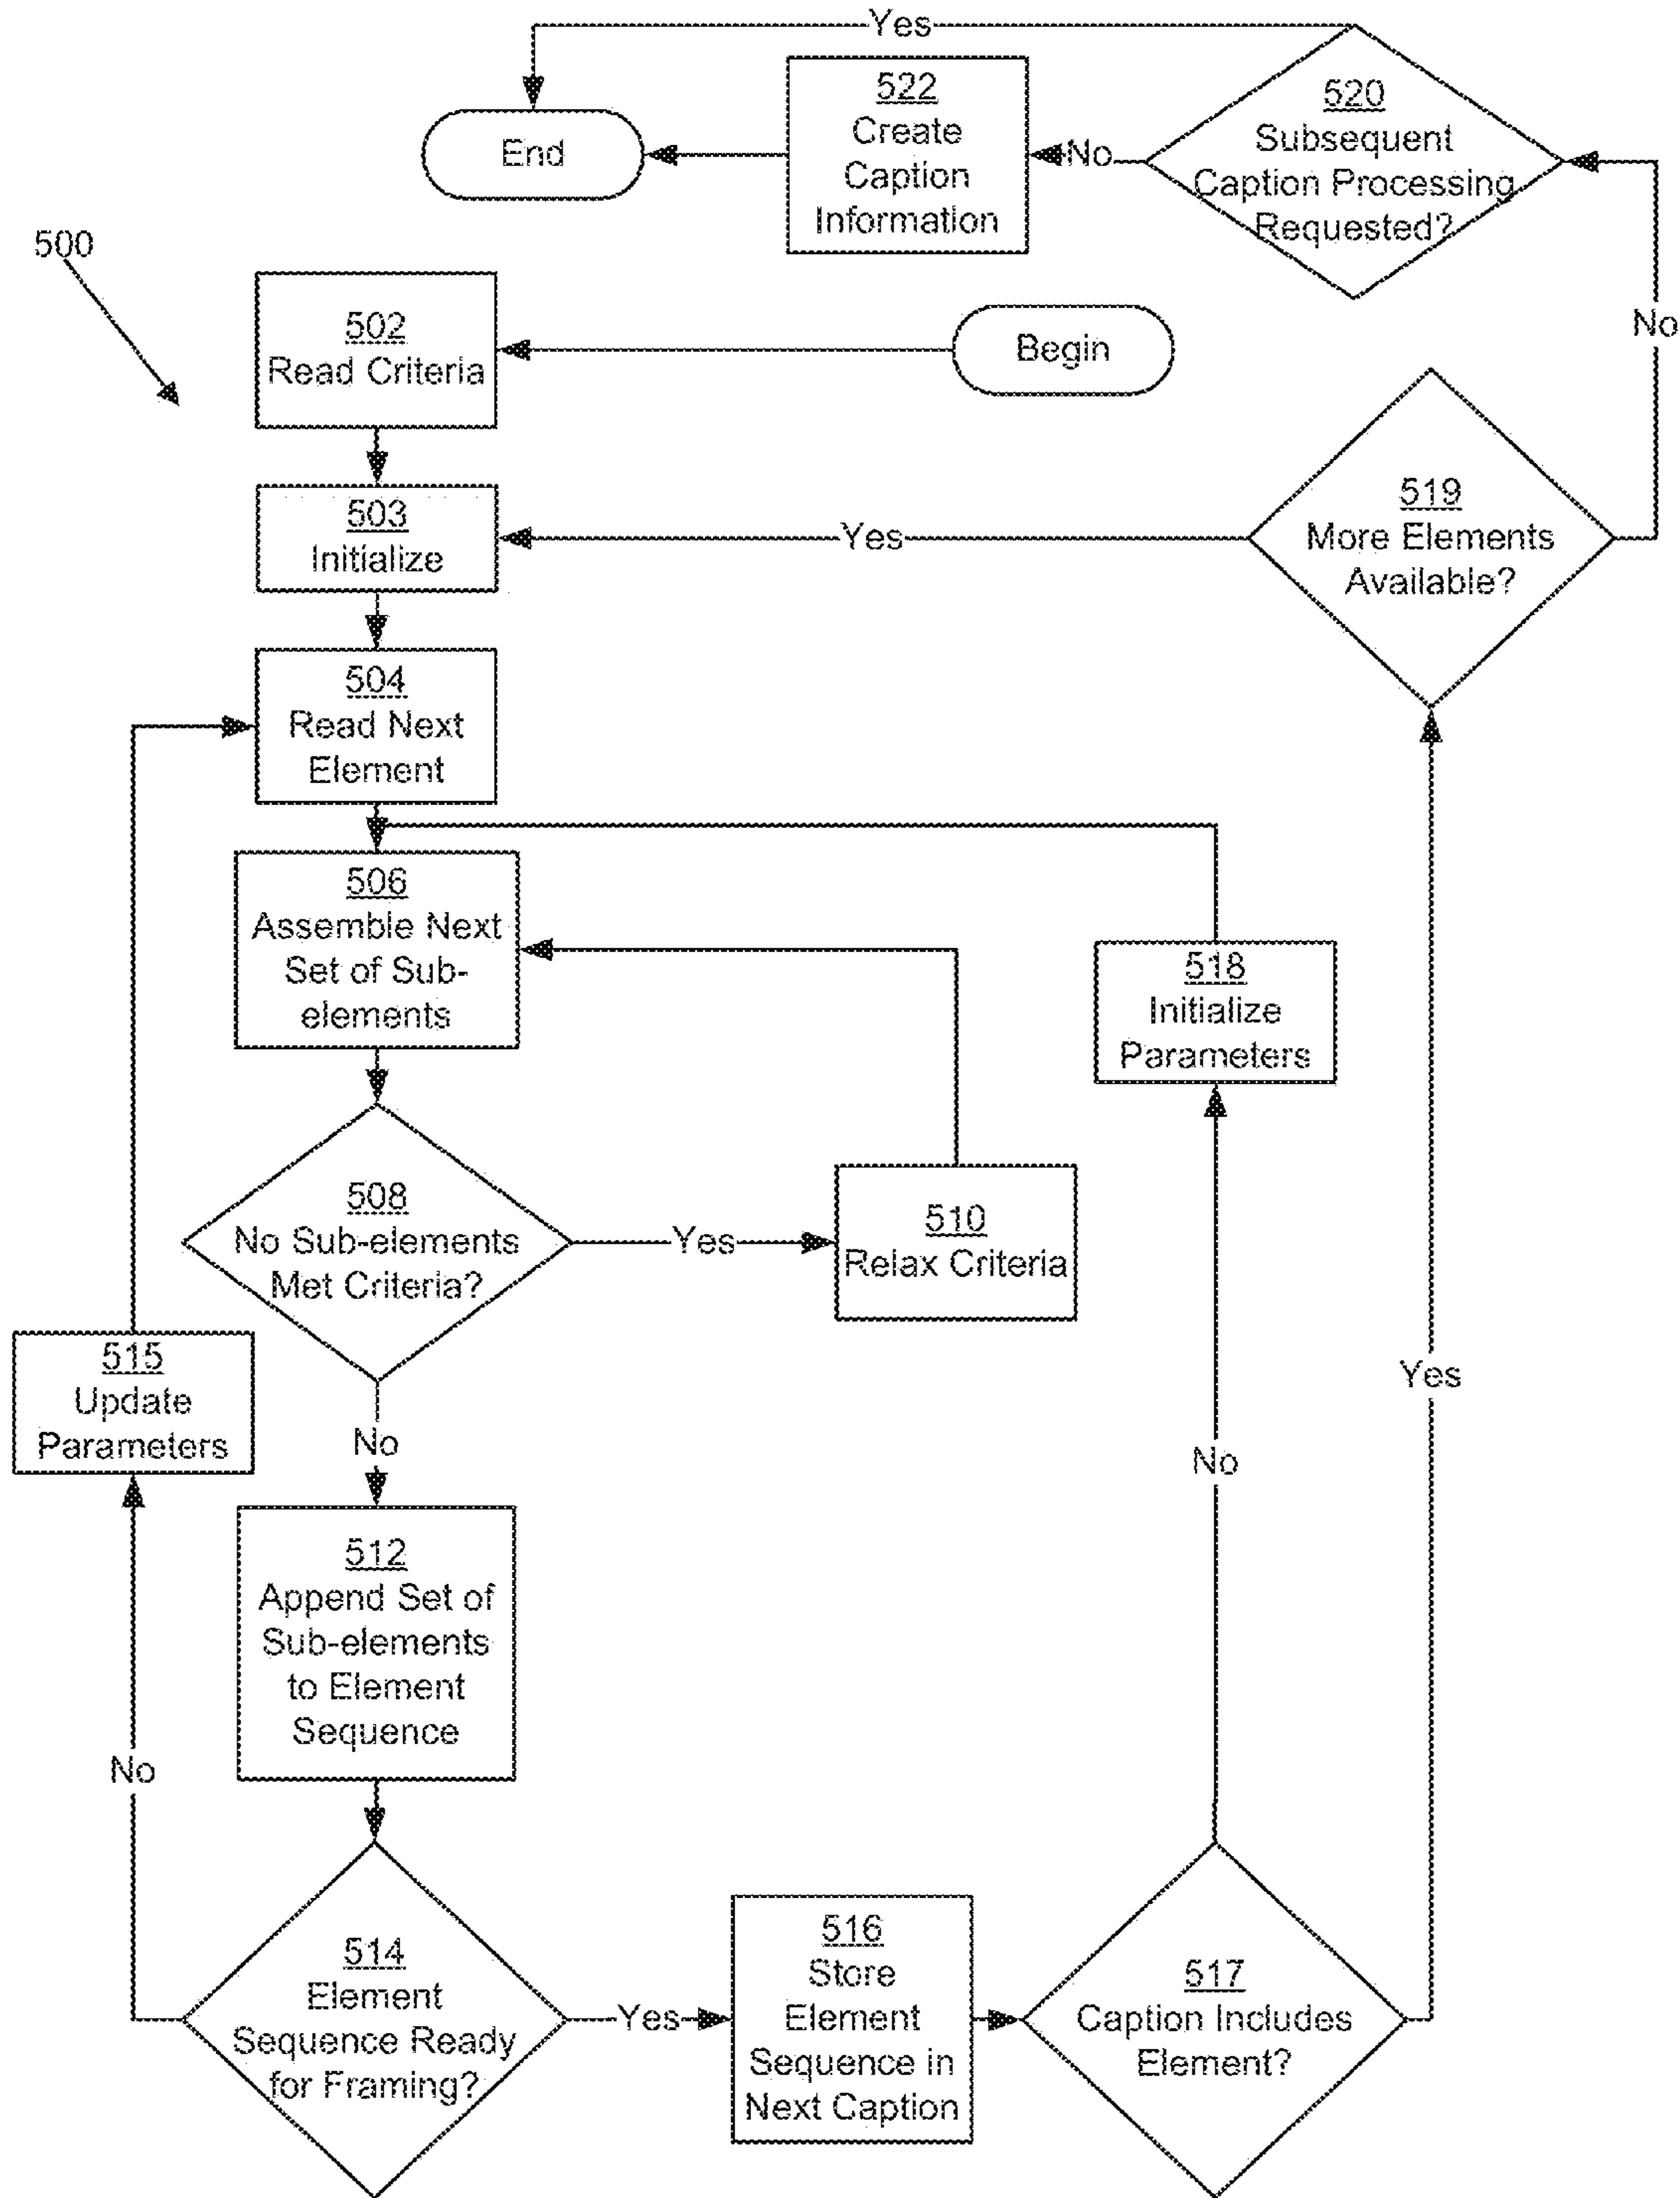 Yes
522
Create
Caption
Information
520
Subsequent
Caption Processing
Requested?
End
No
500
502
Read Criteria
Begin
No
503
Initialize
Yes
519
More Elements
Available?
504
Read Next
Element
506
Assemble Next
Set of Sub-
elements
518
Initialize
Parameters
508
No Sub-elements
Met Criteria?
Yes
510
Relax Criteria
515
Update
Parameters
Yes
No
No
512
Append Set of
Sub-elements
to Element
Sequence
No
514
Element
Sequence Ready
for Framing?
Yes
516
Store
Element
Sequence in
Next Caption
517
Caption Includes
Element?